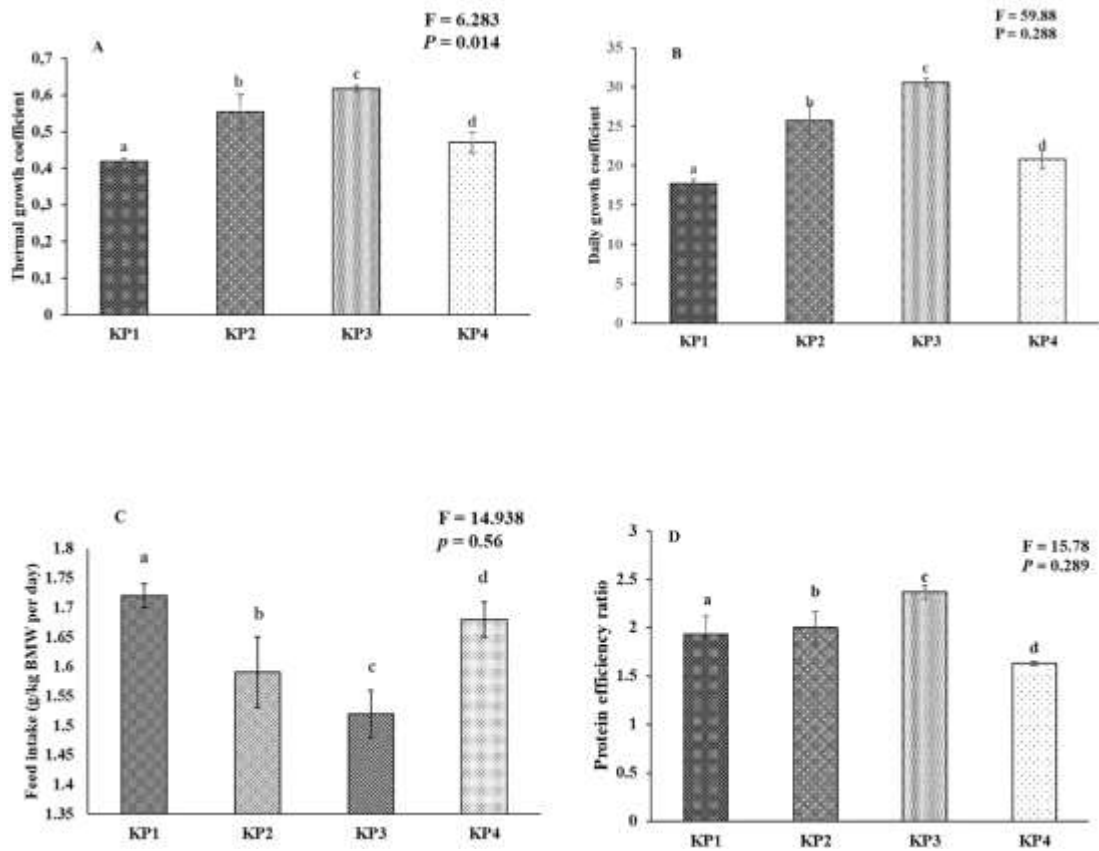 A
F = 6.283
P = 0.014
Thermal growth coefficient
0,7
0,6
0,5
0,4
0,3
0,2
0,1
0
a
b
c
d
KP1 KP2 KP3 KP4
B
F = 59.88
P = 0.288
Daily growth coefficient
35
30
25
20
15
10
5
0
a
b
c
d
KP1 KP2 KP3 KP4
C
F = 14.938
p = 0.56
Feed intake (g/kg BMW per day)
1.8
1.75
1.7
1.65
1.6
1.55
1.5
1.45
1.4
1.35
a
b
c
d
KP1 KP2 KP3 KP4
D
F = 15.78
P = 0.289
Protein efficiency ratio
3
2.5
2
1.5
1
0.5
0
a
b
c
d
KP1 KP2 KP3 KP4